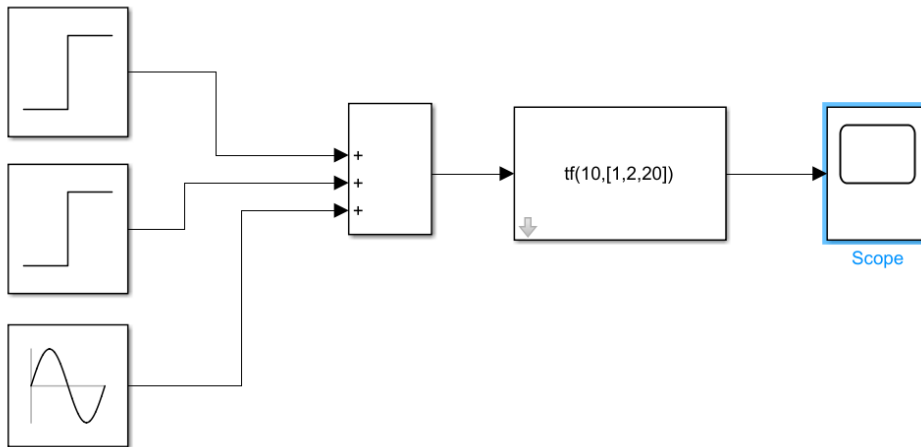 +
+
+
tf(10,[1,2,20])
Scope